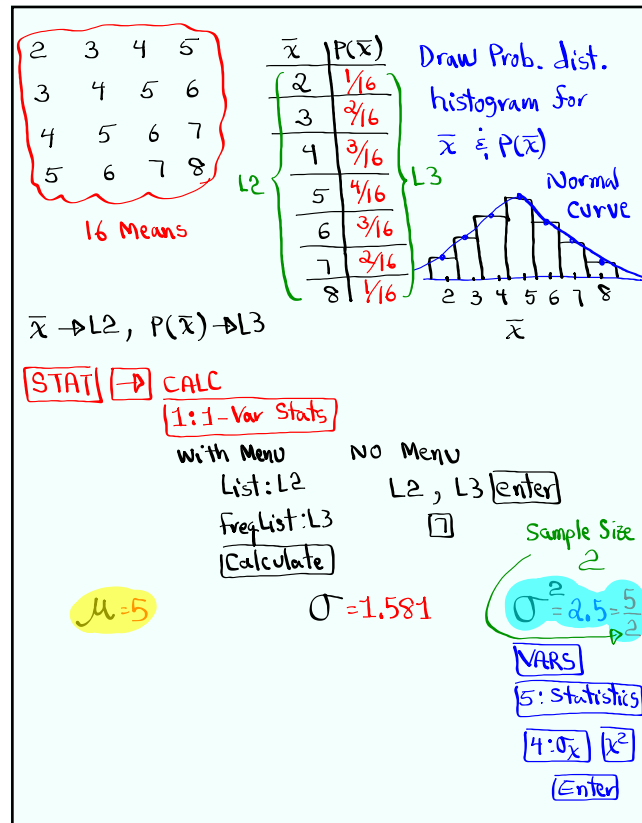 2 3 4 5
3 4 5 6
4 5 6 7
5 6 7 8
16 Means
x̄ P(x̄)
2 1/16
3 2/16
4 3/16
5 4/16
6 3/16
7 2/16
8 1/16
L2
L3
Draw Prob. dist.
histogram for
x̄ & P(x̄)
Normal
Curve
2 3 4 5 6 7 8
x̄
x̄ → L2, P(x̄) → L3
STAT → CALC
1:1-Var Stats
With Menu No Menu
List:L2 L2, L3 enter
FreqList:L3 ,
Calculate
Sample Size
2
μ = 5 σ = 1.581 σ² = 2.5 = 5/2
VARS
5: Statistics
4:σx x²
Enter